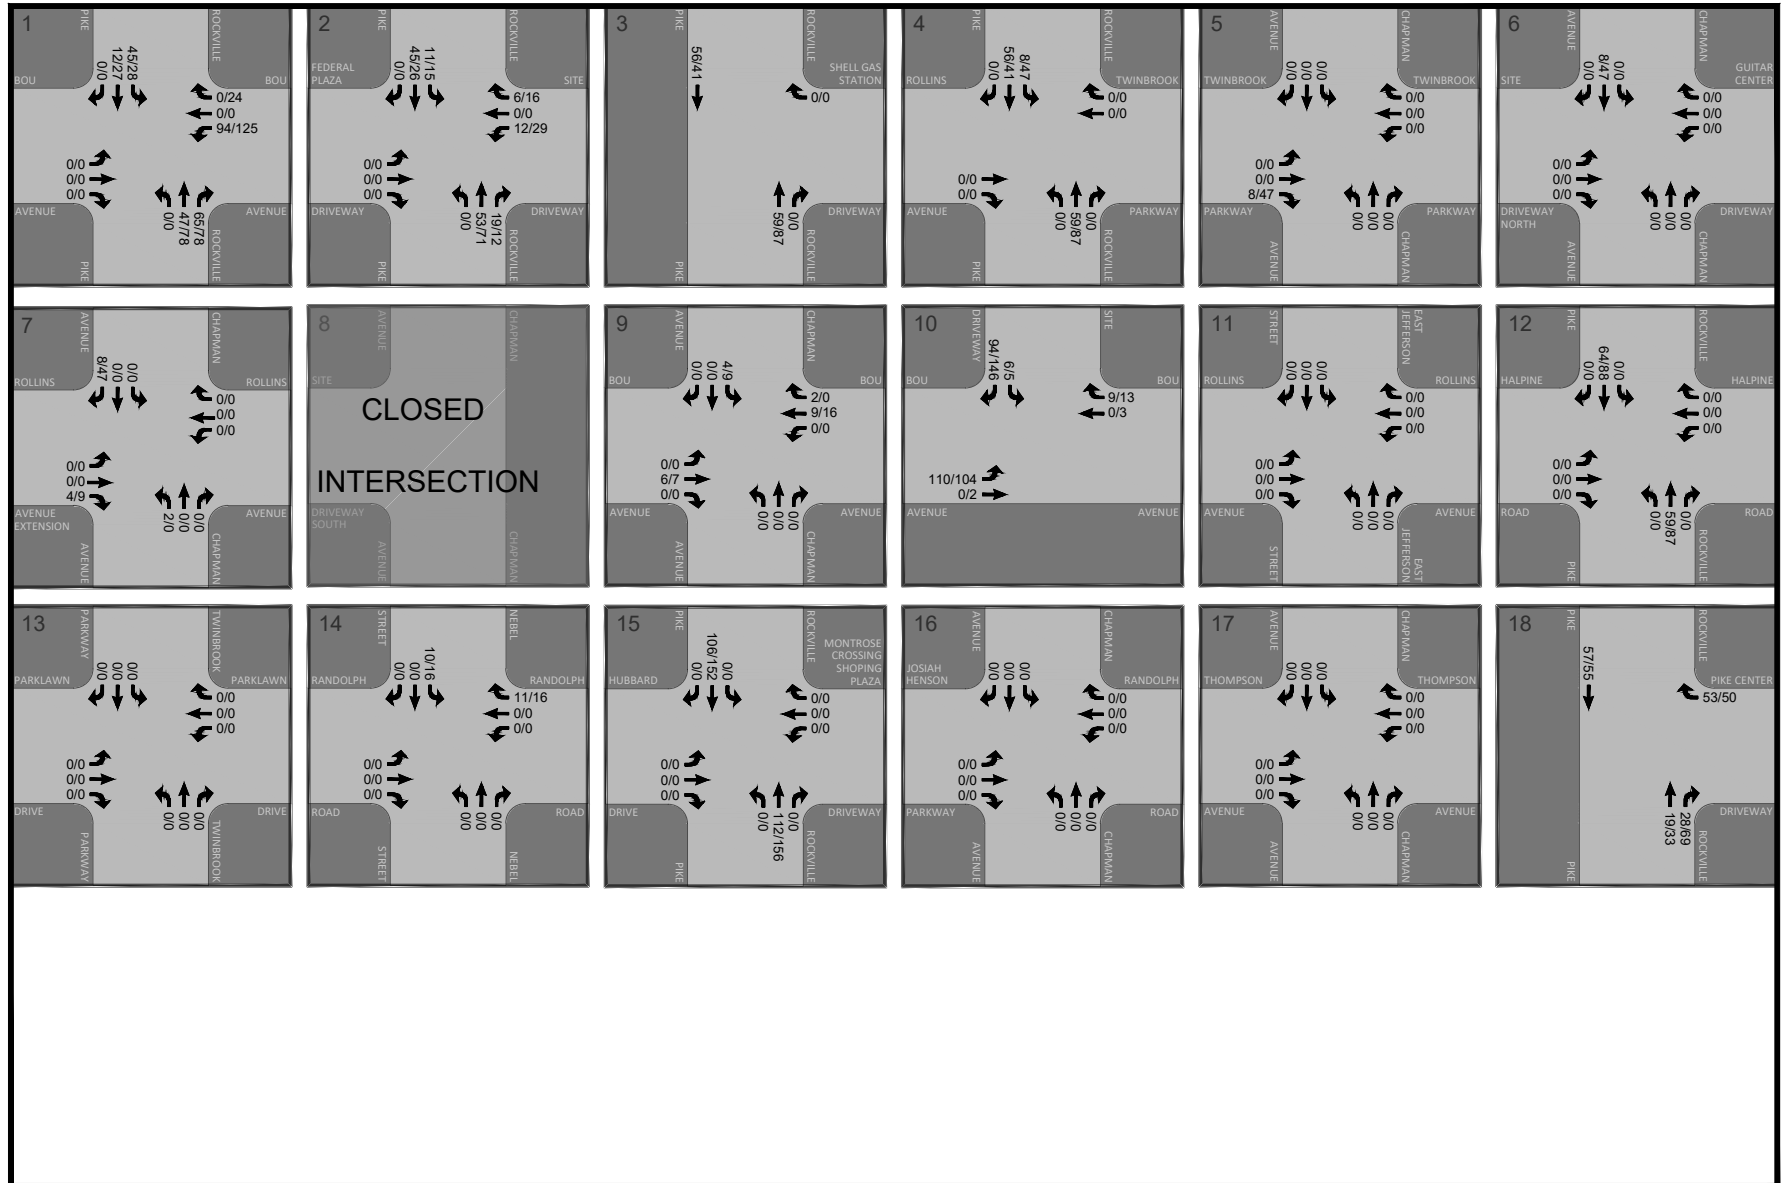 1
PIKE
ROCKVILLE
BOU
BOU
0/0
12/27
45/28
0/24
0/0
94/125
0/0
0/0
0/0
0/0
47/78
65/78
AVENUE
AVENUE
PIKE
ROCKVILLE
2
PIKE
ROCKVILLE
FEDERAL
PLAZA
SITE
0/0
45/26
11/15
6/16
0/0
12/29
0/0
0/0
0/0
0/0
53/71
19/12
DRIVEWAY
DRIVEWAY
PIKE
ROCKVILLE
3
PIKE
ROCKVILLE
SHELL GAS
STATION
56/41
0/0
59/87
0/0
DRIVEWAY
PIKE
ROCKVILLE
4
PIKE
ROCKVILLE
ROLLINS
TWINBROOK
0/0
56/41
8/47
0/0
0/0
0/0
0/0
0/0
59/87
0/0
AVENUE
PARKWAY
PIKE
ROCKVILLE
5
AVENUE
CHAPMAN
TWINBROOK
TWINBROOK
0/0
0/0
0/0
0/0
0/0
0/0
0/0
0/0
8/47
0/0
0/0
0/0
PARKWAY
PARKWAY
AVENUE
CHAPMAN
6
AVENUE
CHAPMAN
SITE
GUITAR
CENTER
0/0
8/47
0/0
0/0
0/0
0/0
0/0
0/0
0/0
0/0
0/0
0/0
DRIVEWAY
NORTH
DRIVEWAY
AVENUE
CHAPMAN
7
AVENUE
CHAPMAN
ROLLINS
ROLLINS
8/47
0/0
0/0
0/0
0/0
0/0
0/0
0/0
4/9
2/0
0/0
0/0
AVENUE
EXTENSION
AVENUE
AVENUE
CHAPMAN
8
AVENUE
CHAPMAN
SITE
CLOSED
INTERSECTION
DRIVEWAY
SOUTH
AVENUE
CHAPMAN
9
AVENUE
CHAPMAN
BOU
BOU
0/0
0/0
4/9
2/0
9/16
0/0
0/0
6/7
0/0
0/0
0/0
0/0
AVENUE
AVENUE
AVENUE
CHAPMAN
10
DRIVEWAY
SITE
BOU
BOU
94/146
6/5
9/13
0/3
110/104
0/2
AVENUE
AVENUE
11
STREET
EAST
JEFFERSON
ROLLINS
ROLLINS
0/0
0/0
0/0
0/0
0/0
0/0
0/0
0/0
0/0
0/0
0/0
0/0
AVENUE
AVENUE
STREET
EAST
JEFFERSON
12
PIKE
ROCKVILLE
HALPINE
HALPINE
0/0
64/88
0/0
0/0
0/0
0/0
0/0
0/0
0/0
0/0
59/87
0/0
ROAD
ROAD
PIKE
ROCKVILLE
13
PARKWAY
TWINBROOK
PARKLAWN
PARKLAWN
0/0
0/0
0/0
0/0
0/0
0/0
0/0
0/0
0/0
0/0
0/0
0/0
DRIVE
DRIVE
PARKWAY
TWINBROOK
14
STREET
NEBEL
RANDOLPH
RANDOLPH
0/0
0/0
10/16
11/16
0/0
0/0
0/0
0/0
0/0
0/0
0/0
0/0
ROAD
ROAD
STREET
NEBEL
15
PIKE
ROCKVILLE
MONTROSE
CROSSING
SHOPING
PLAZA
HUBBARD
0/0
106/152
0/0
0/0
0/0
0/0
0/0
0/0
0/0
0/0
112/156
0/0
DRIVE
DRIVEWAY
PIKE
ROCKVILLE
16
AVENUE
CHAPMAN
JOSIAH
HENSON
RANDOLPH
0/0
0/0
0/0
0/0
0/0
0/0
0/0
0/0
0/0
0/0
0/0
0/0
PARKWAY
ROAD
AVENUE
CHAPMAN
17
AVENUE
CHAPMAN
THOMPSON
THOMPSON
0/0
0/0
0/0
0/0
0/0
0/0
0/0
0/0
0/0
0/0
0/0
0/0
AVENUE
AVENUE
AVENUE
CHAPMAN
18
PIKE
ROCKVILLE
PIKE CENTER
57/55
53/50
19/33
28/69
DRIVEWAY
PIKE
ROCKVILLE